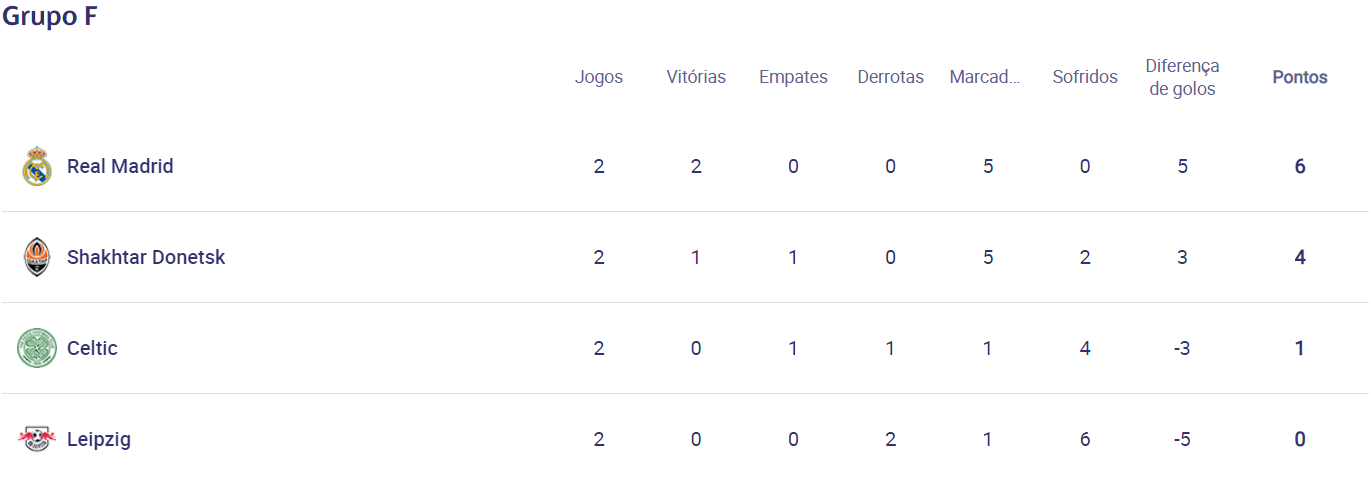 Grupo F
Jogos Vitórias Empates Derrotas Marcad... Sofridos Diferença de golos Pontos
Real Madrid 2 2 0 0 5 0 5 6
Shakhtar Donetsk 2 1 1 0 5 2 3 4
Celtic 2 0 1 1 1 4 -3 1
Leipzig 2 0 0 2 1 6 -5 0